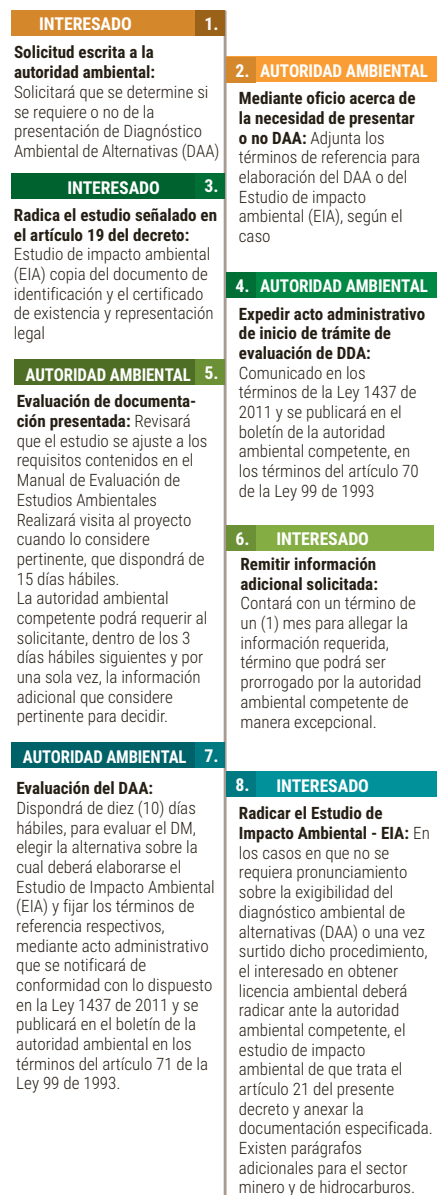 INTERESADO 1.
Solicitud escrita a la
autoridad ambiental:
Solicitará que se determine si
se requiere o no de la
presentación de Diagnóstico
Ambiental de Alternativas (DAA)
2. AUTORIDAD AMBIENTAL
Mediante oficio acerca de
la necesidad de presentar
o no DAA: Adjunta los
términos de referencia para
elaboración del DAA o del
Estudio de impacto
ambiental (EIA), según el
caso
INTERESADO 3.
Radica el estudio señalado en
el artículo 19 del decreto:
Estudio de impacto ambiental
(EIA) copia del documento de
identificación y el certificado
de existencia y representación
legal
4. AUTORIDAD AMBIENTAL
Expedir acto administrativo
de inicio de trámite de
evaluación de DDA:
Comunicado en los
términos de la Ley 1437 de
2011 y se publicará en el
boletín de la autoridad
ambiental competente, en
los términos del artículo 70
de la Ley 99 de 1993
AUTORIDAD AMBIENTAL 5.
Evaluación de documenta-
ción presentada: Revisará
que el estudio se ajuste a los
requisitos contenidos en el
Manual de Evaluación de
Estudios Ambientales
Realizará visita al proyecto
cuando lo considere
pertinente, que dispondrá de
15 días hábiles.
La autoridad ambiental
competente podrá requerir al
solicitante, dentro de los 3
días hábiles siguientes y por
una sola vez, la información
adicional que considere
pertinente para decidir.
6. INTERESADO
Remitir información
adicional solicitada:
Contará con un término de
un (1) mes para allegar la
información requerida,
término que podrá ser
prorrogado por la autoridad
ambiental competente de
manera excepcional.
AUTORIDAD AMBIENTAL 7.
Evaluación del DAA:
Dispondrá de diez (10) días
hábiles, para evaluar el DM,
elegir la alternativa sobre la
cual deberá elaborarse el
Estudio de Impacto Ambiental
(EIA) y fijar los términos de
referencia respectivos,
mediante acto administrativo
que se notificará de
conformidad con lo dispuesto
en la Ley 1437 de 2011 y se
publicará en el boletín de la
autoridad ambiental en los
términos del artículo 71 de la
Ley 99 de 1993.
8. INTERESADO
Radicar el Estudio de
Impacto Ambiental - EIA: En
los casos en que no se
requiera pronunciamiento
sobre la exigibilidad del
diagnóstico ambiental de
alternativas (DAA) o una vez
surtido dicho procedimiento,
el interesado en obtener
licencia ambiental deberá
radicar ante la autoridad
ambiental competente, el
estudio de impacto
ambiental de que trata el
artículo 21 del presente
decreto y anexar la
documentación especificada.
Existen parágrafos
adicionales para el sector
minero y de hidrocarburos.